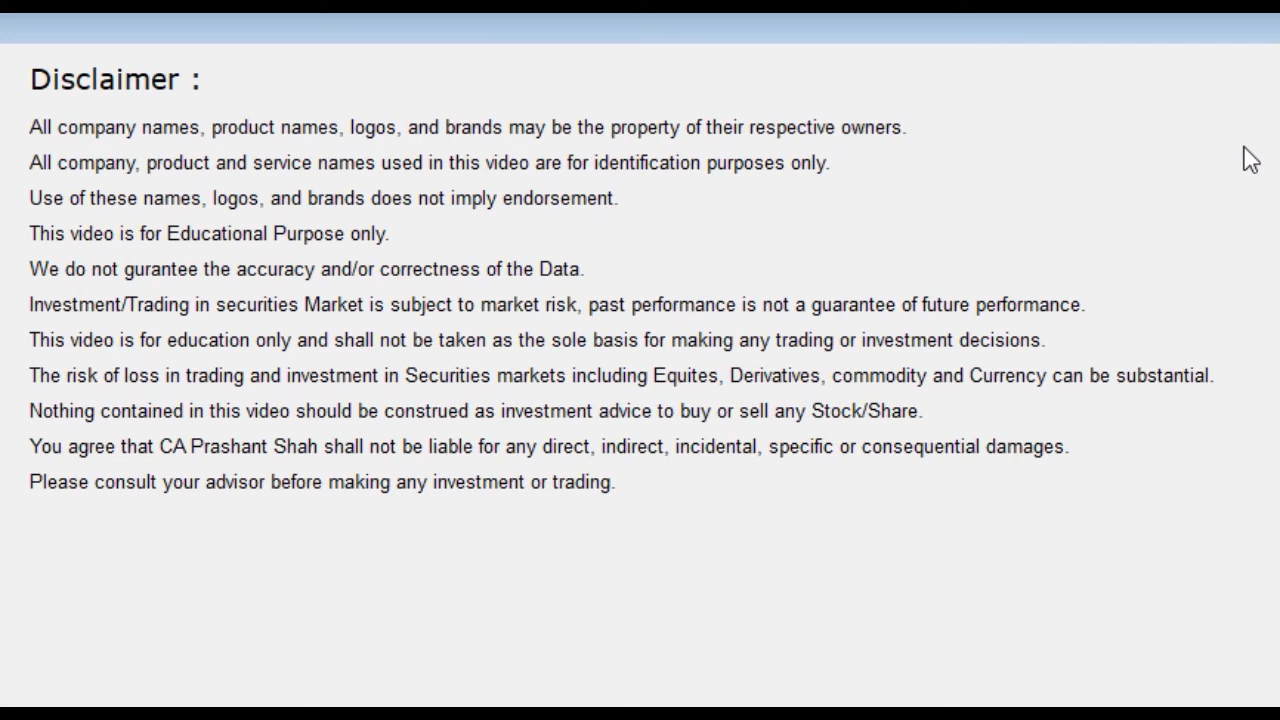 Disclaimer :
All company names, product names, logos, and brands may be the property of their respective owners.
All company, product and service names used in this video are for identification purposes only.
Use of these names, logos, and brands does not imply endorsement.
This video is for Educational Purpose only.
We do not gurantee the accuracy and/or correctness of the Data.
Investment/Trading in securities Market is subject to market risk, past performance is not a guarantee of future performance.
This video is for education only and shall not be taken as the sole basis for making any trading or investment decisions.
The risk of loss in trading and investment in Securities markets including Equites, Derivatives, commodity and Currency can be substantial.
Nothing contained in this video should be construed as investment advice to buy or sell any Stock/Share.
You agree that CA Prashant Shah shall not be liable for any direct, indirect, incidental, specific or consequential damages.
Please consult your advisor before making any investment or trading.